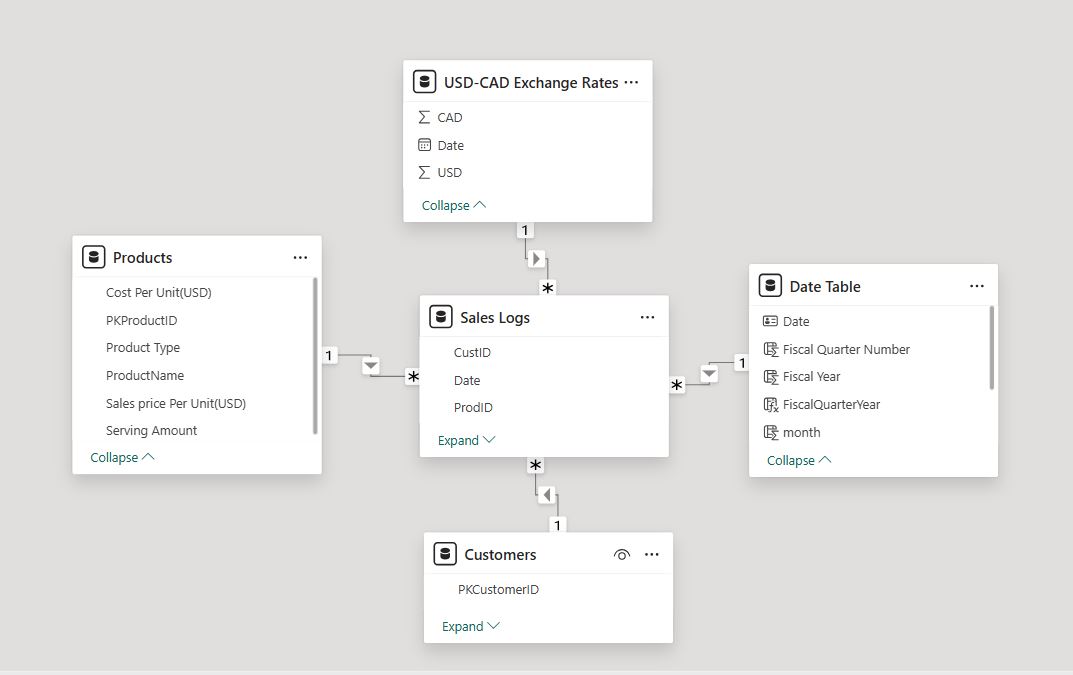 USD-CAD Exchange Rates
CAD
Date
USD
Collapse
1
*
Products
Cost Per Unit(USD)
PKProductID
Product Type
ProductName
Sales price Per Unit(USD)
Serving Amount
Collapse
1
*
Sales Logs
CustID
Date
ProdID
Expand
*
1
Date Table
Date
Fiscal Quarter Number
Fiscal Year
FiscalQuarterYear
month
Collapse
*
1
Customers
PKCustomerID
Expand